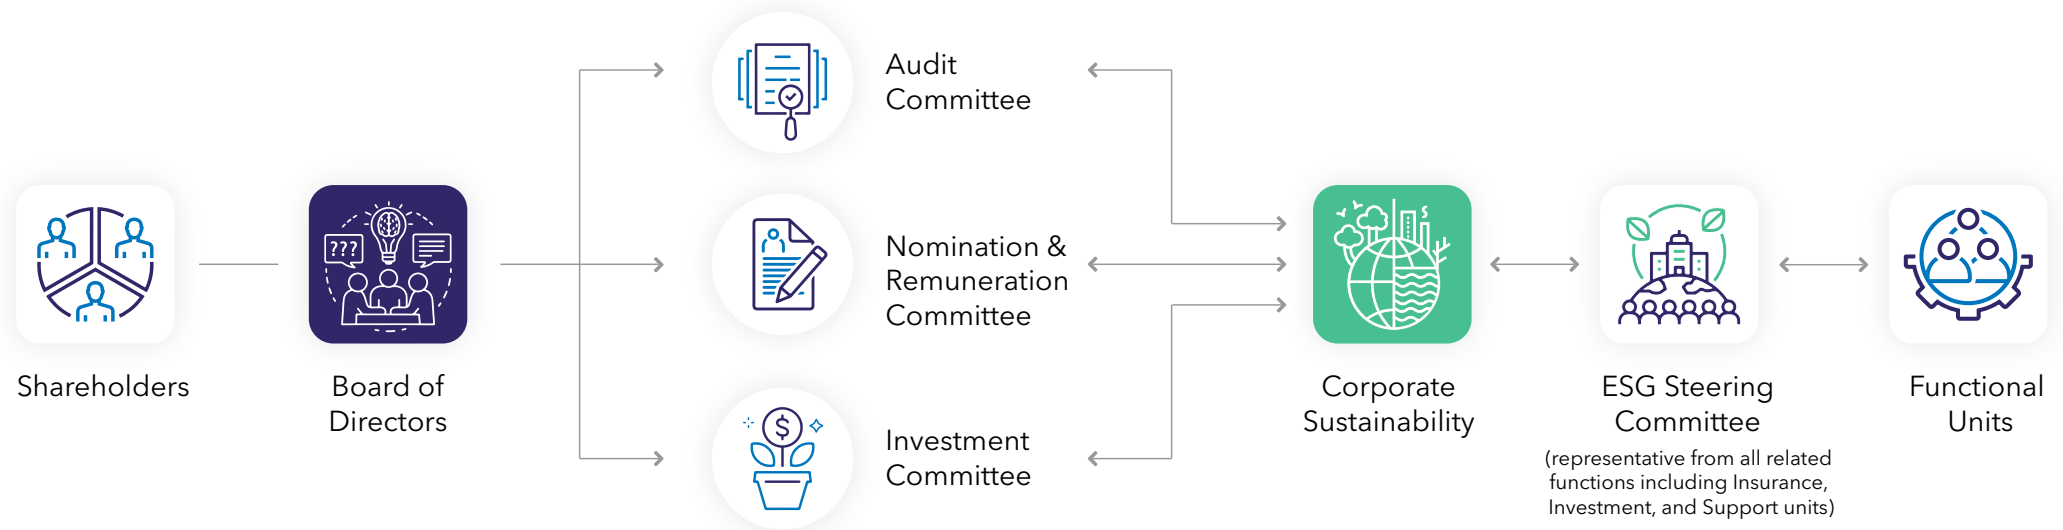 Shareholders
Board of
Directors
???
Audit
Committee
Nomination &
Remuneration
Committee
$
Investment
Committee
Corporate
Sustainability
ESG Steering
Committee
(representative from all related
functions including Insurance,
Investment, and Support units)
Functional
Units